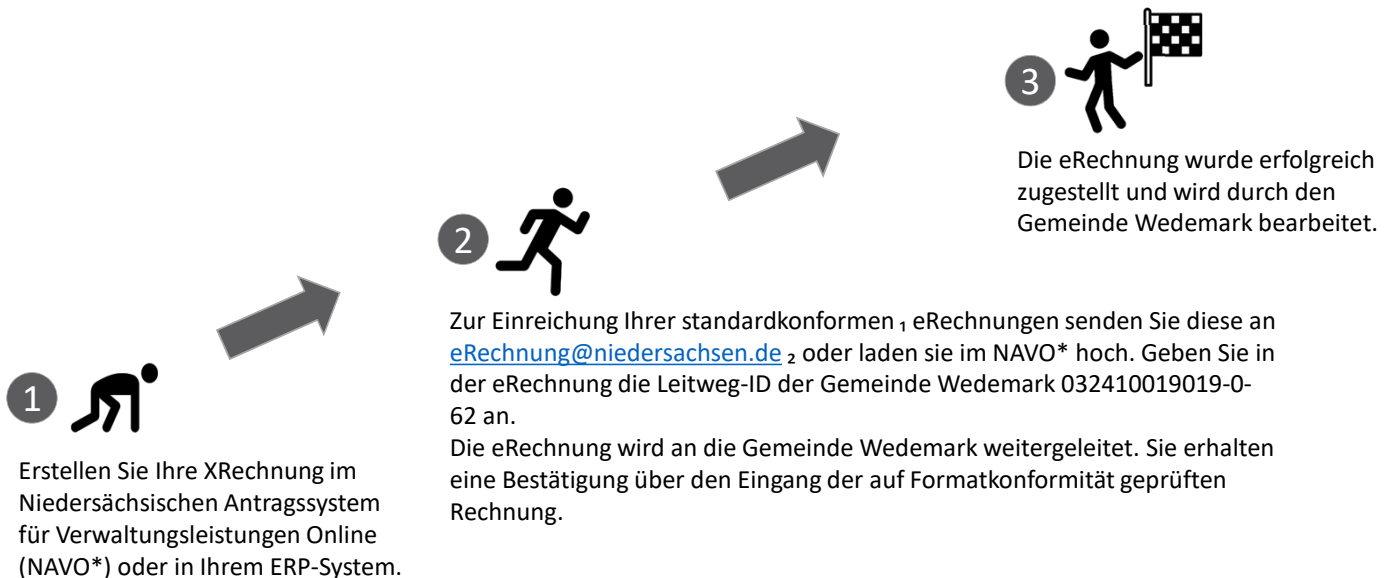 1
Erstellen Sie Ihre XRechnung im
Niedersächsischen Antragssystem
für Verwaltungsleistungen Online
(NAVO*) oder in Ihrem ERP-System.
2
Zur Einreichung Ihrer standardkonformen ₁ eRechnungen senden Sie diese an
eRechnung@niedersachsen.de ₂ oder laden sie im NAVO* hoch. Geben Sie in
der eRechnung die Leitweg-ID der Gemeinde Wedemark 032410019019-0-
62 an.
Die eRechnung wird an die Gemeinde Wedemark weitergeleitet. Sie erhalten
eine Bestätigung über den Eingang der auf Formatkonformität geprüften
Rechnung.
3
Die eRechnung wurde erfolgreich
zugestellt und wird durch den
Gemeinde Wedemark bearbeitet.